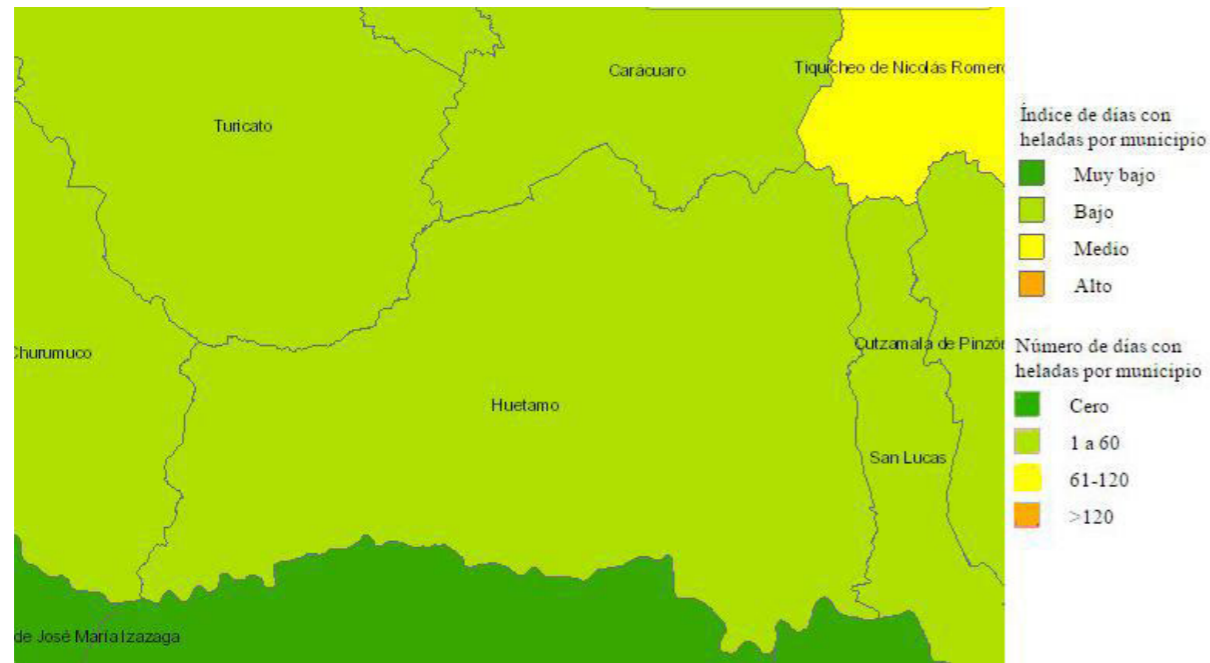 Carácuaro
Tiquicheo de Nicolás Romero
Turicato
Churumuco
Cutzamala de Pinzón
Huetamo
San Lucas
de José María Izazaga
Índice de días con
heladas por municipio
Muy bajo
Bajo
Medio
Alto
Número de días con
heladas por municipio
Cero
1 a 60
61-120
>120